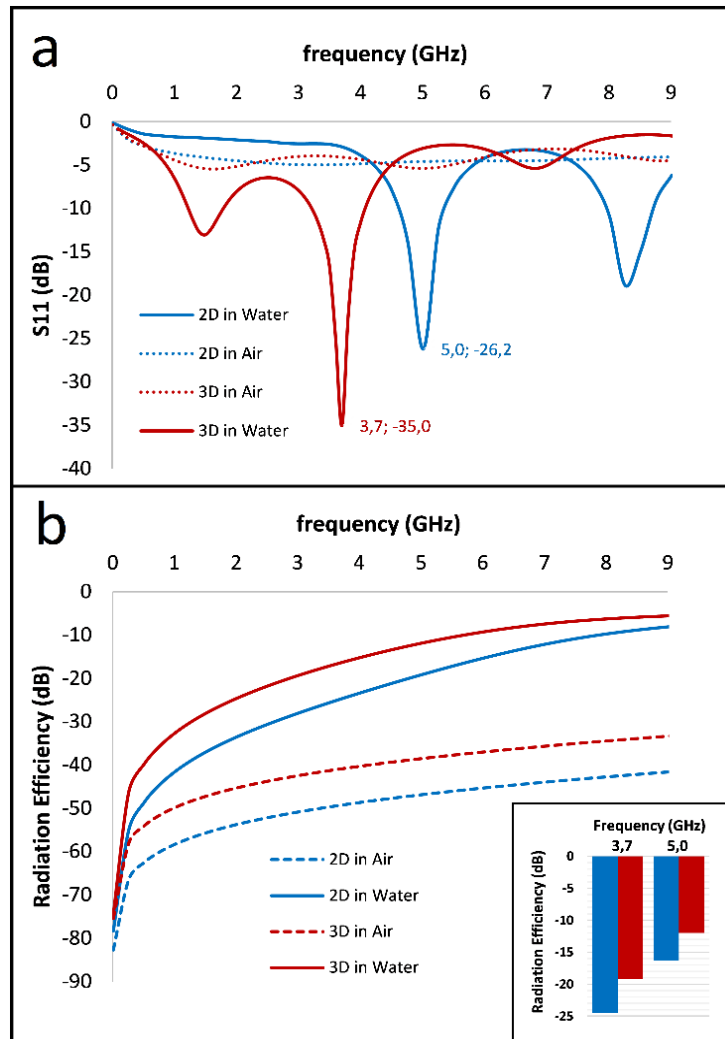 a
frequency (GHz)
0 1 2 3 4 5 6 7 8 9
0
-5
-10
-15
-20
-25
-30
-35
-40
S11 (dB)
2D in Water
2D in Air
3D in Air
3D in Water
5,0; -26,2
3,7; -35,0
b
frequency (GHz)
0 1 2 3 4 5 6 7 8 9
0
-10
-20
-30
-40
-50
-60
-70
-80
-90
Radiation Efficiency (dB)
2D in Air
2D in Water
3D in Air
3D in Water
Frequency (GHz)
3,7 5,0
0
-5
-10
-15
-20
-25
Radiation Efficiency (dB)